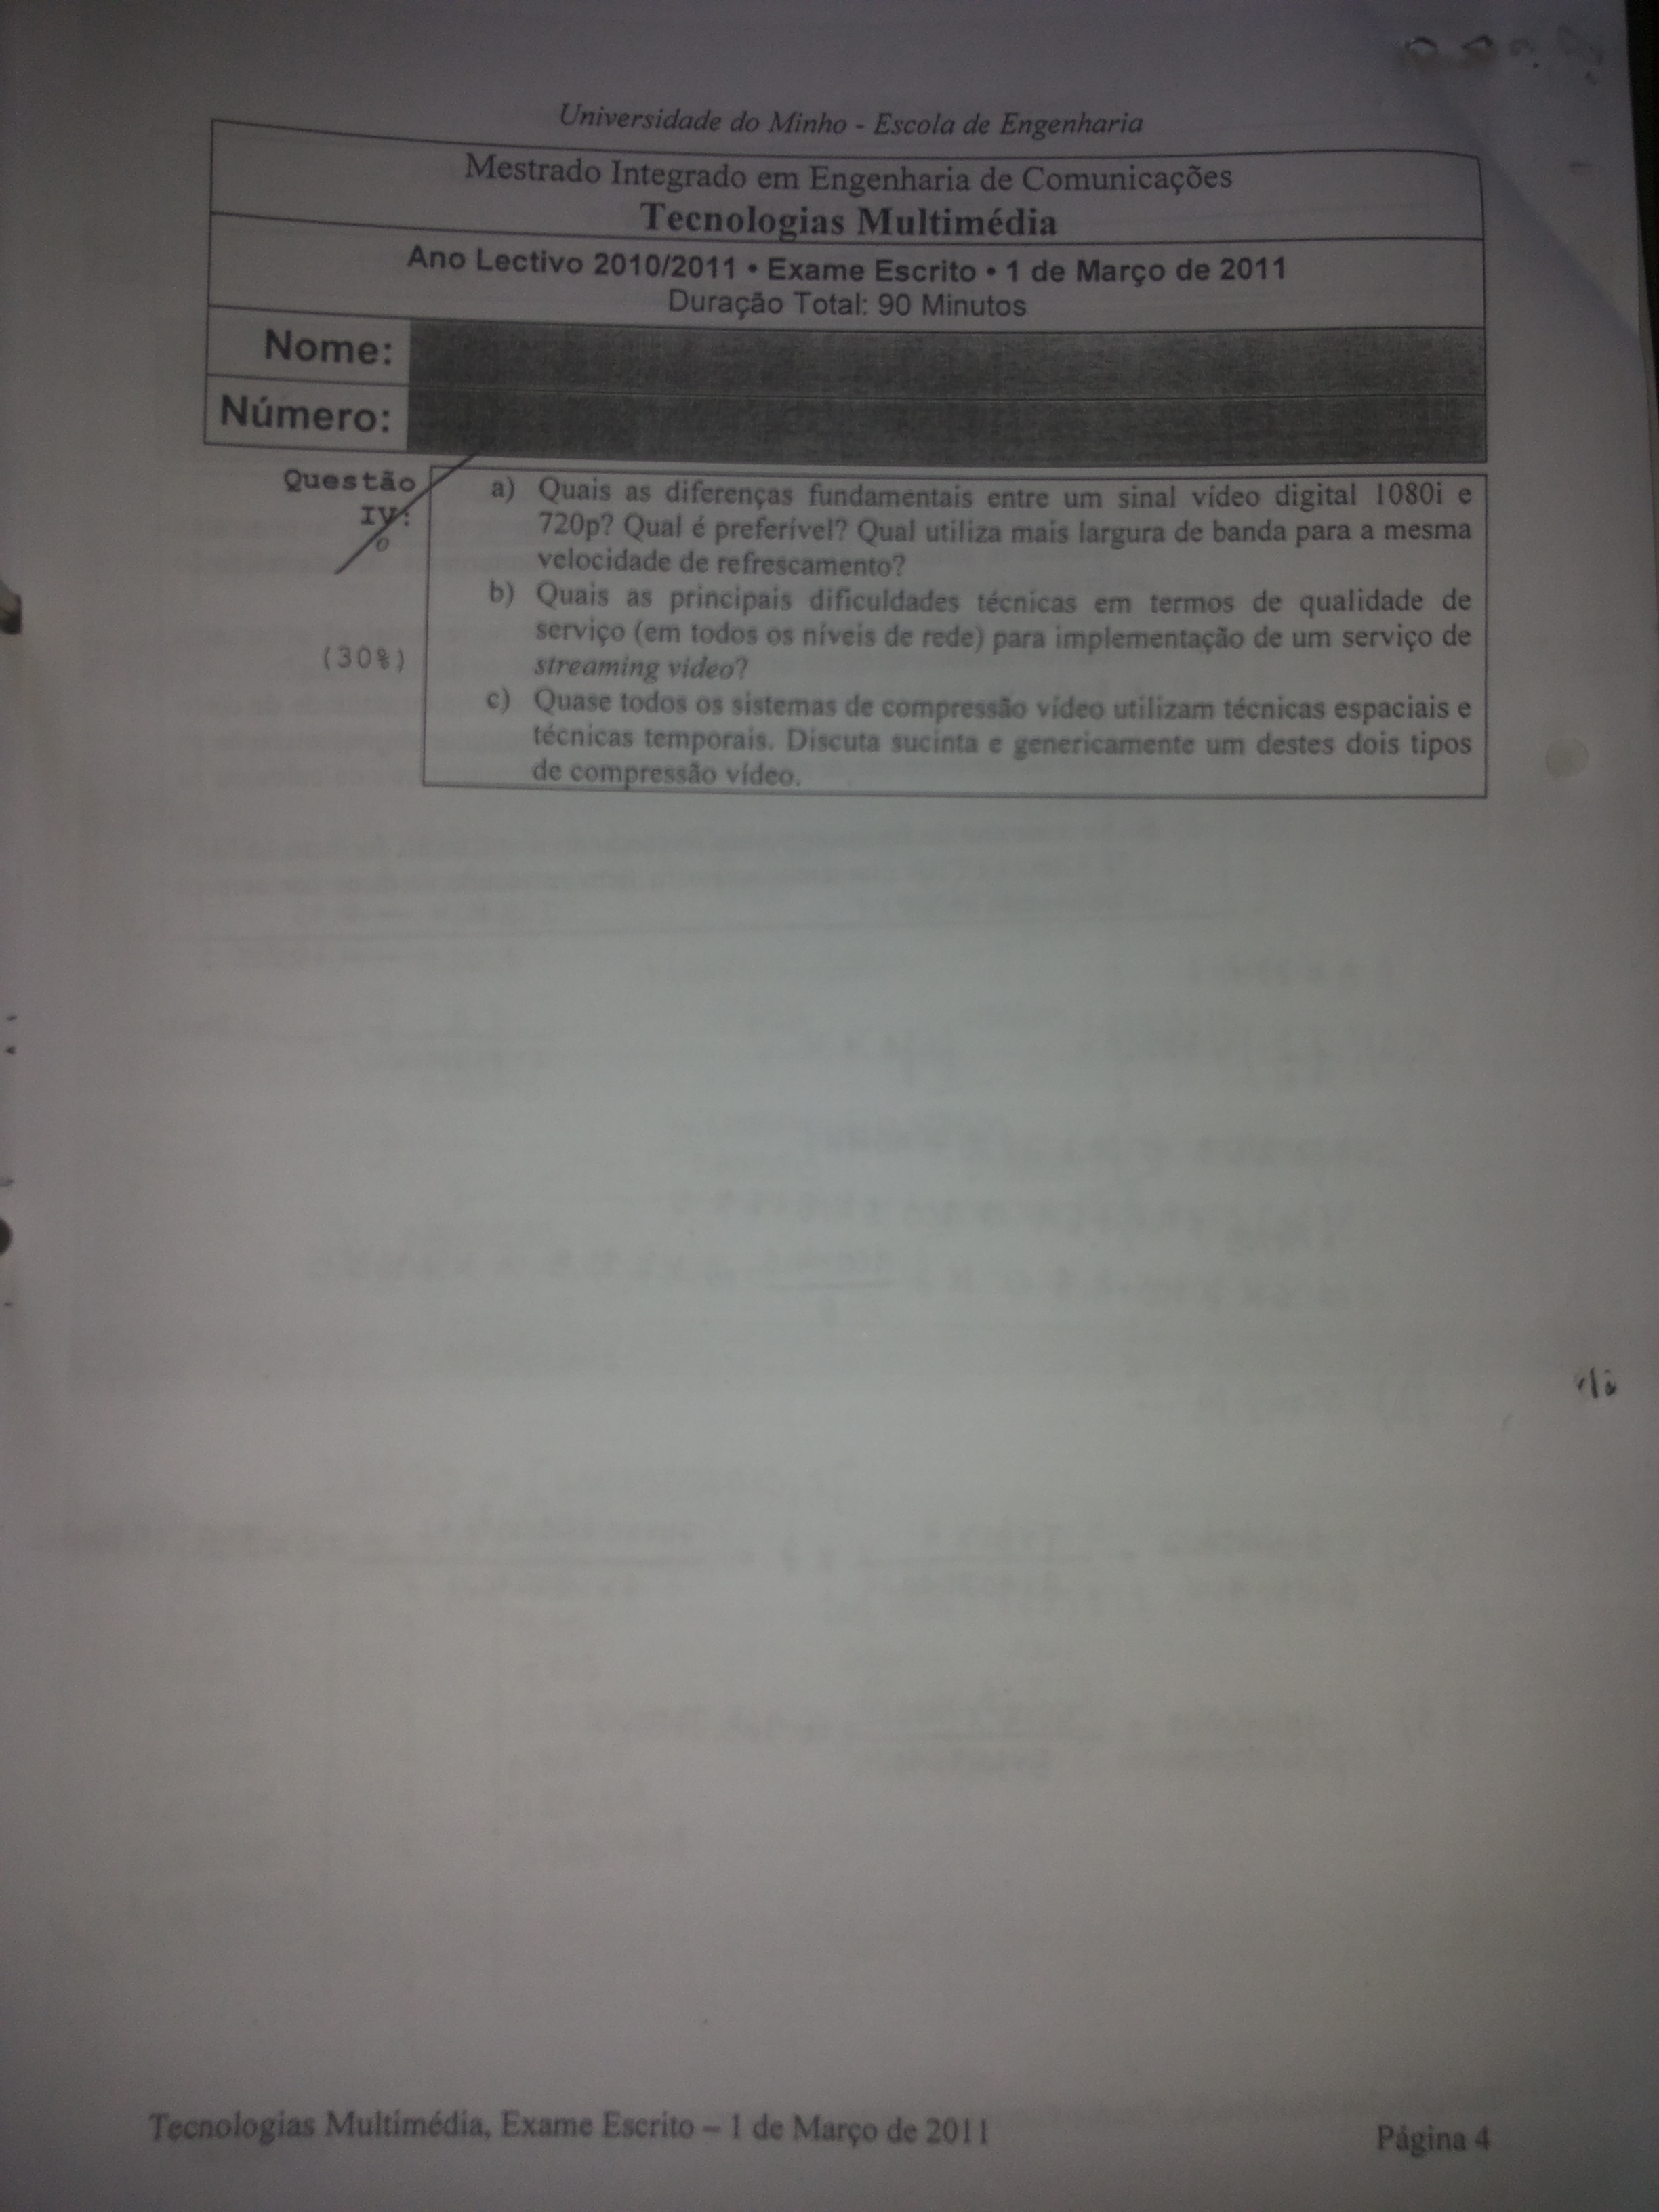 Universidade do Minho - Escola de Engenharia
Mestrado Integrado em Engenharia de Comunicações
Tecnologias Multimédia
Ano Lectivo 2010/2011 • Exame Escrito • 1 de Março de 2011
Duração Total: 90 Minutos
Nome:
Número:
Questão
IV:
(30%)
a) Quais as diferenças fundamentais entre um sinal vídeo digital 1080i e
720p? Qual é preferível? Qual utiliza mais largura de banda para a mesma
velocidade de refrescamento?
b) Quais as principais dificuldades técnicas em termos de qualidade de
serviço (em todos os níveis de rede) para implementação de um serviço de
streaming video?
c) Quase todos os sistemas de compressão vídeo utilizam técnicas espaciais e
técnicas temporais. Discuta sucinta e genericamente um destes dois tipos
de compressão vídeo.
Tecnologias Multimédia, Exame Escrito – 1 de Março de 2011
Página 4